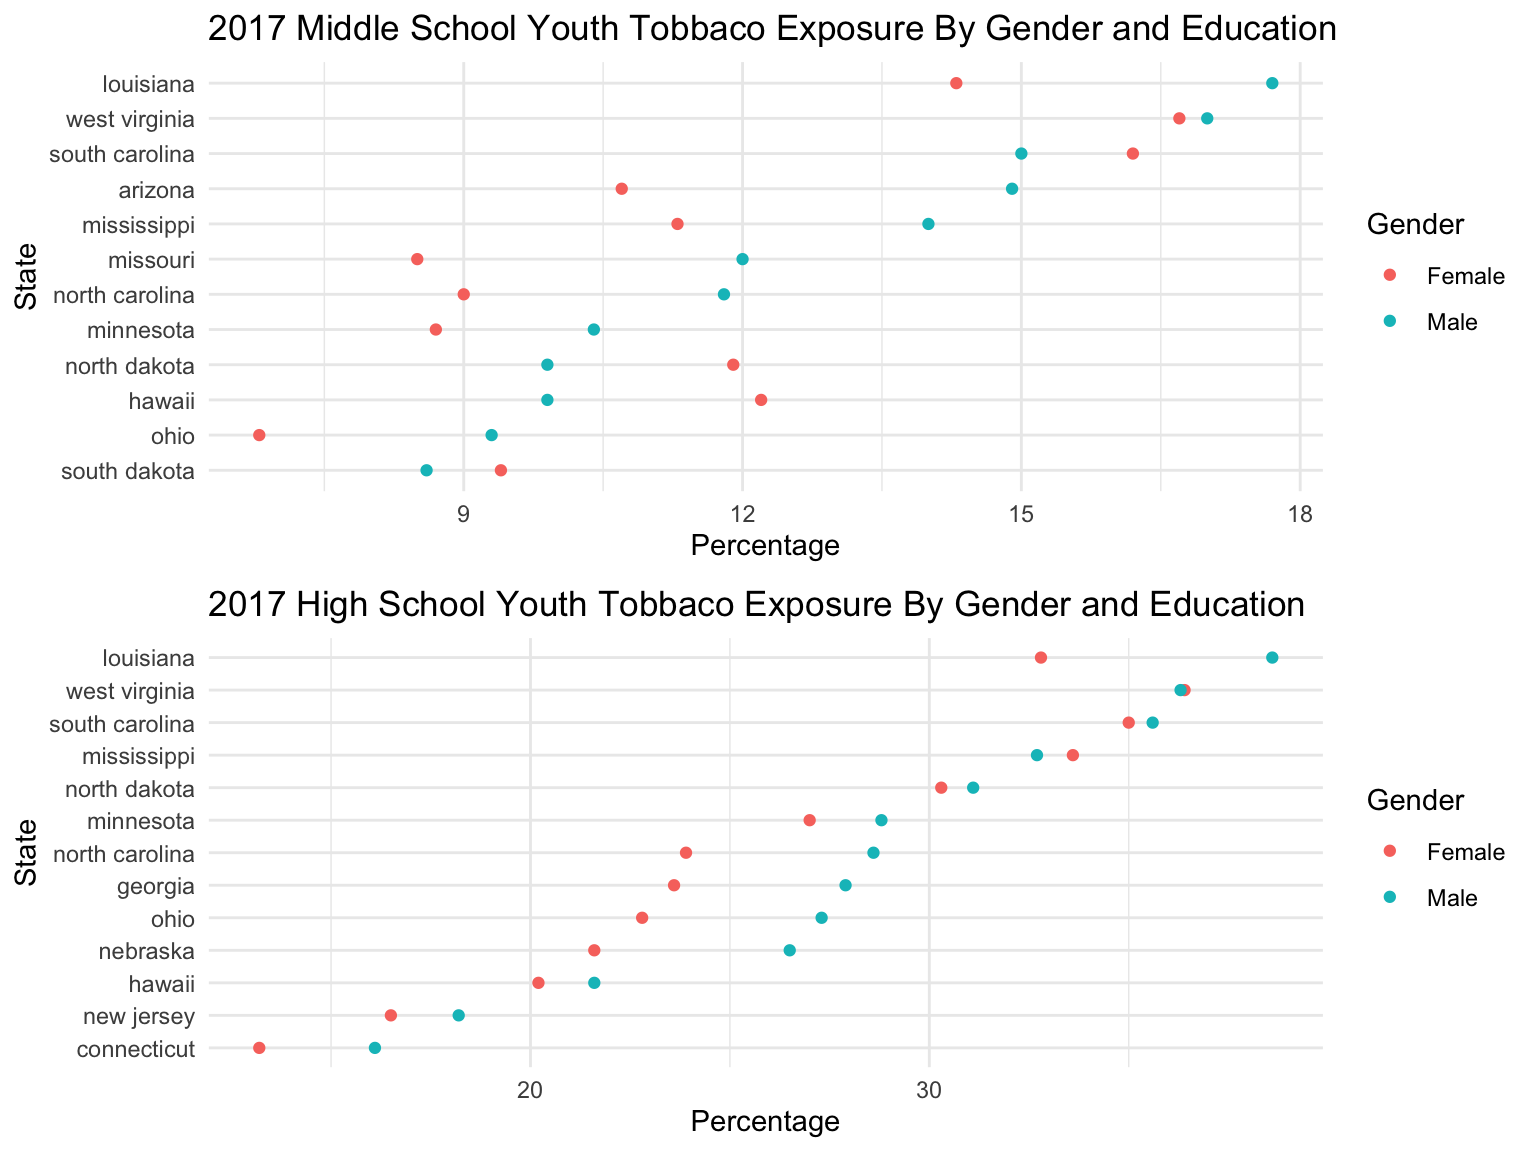 2017 Middle School Youth Tobbaco Exposure By Gender and Education
louisiana
west virginia
south carolina
arizona
mississippi
missouri
north carolina
minnesota
north dakota
hawaii
ohio
south dakota
State
9 12 15 18
Percentage
Gender
Female
Male
2017 High School Youth Tobbaco Exposure By Gender and Education
louisiana
west virginia
south carolina
mississippi
north dakota
minnesota
north carolina
georgia
ohio
nebraska
hawaii
new jersey
connecticut
State
20 30
Percentage
Gender
Female
Male